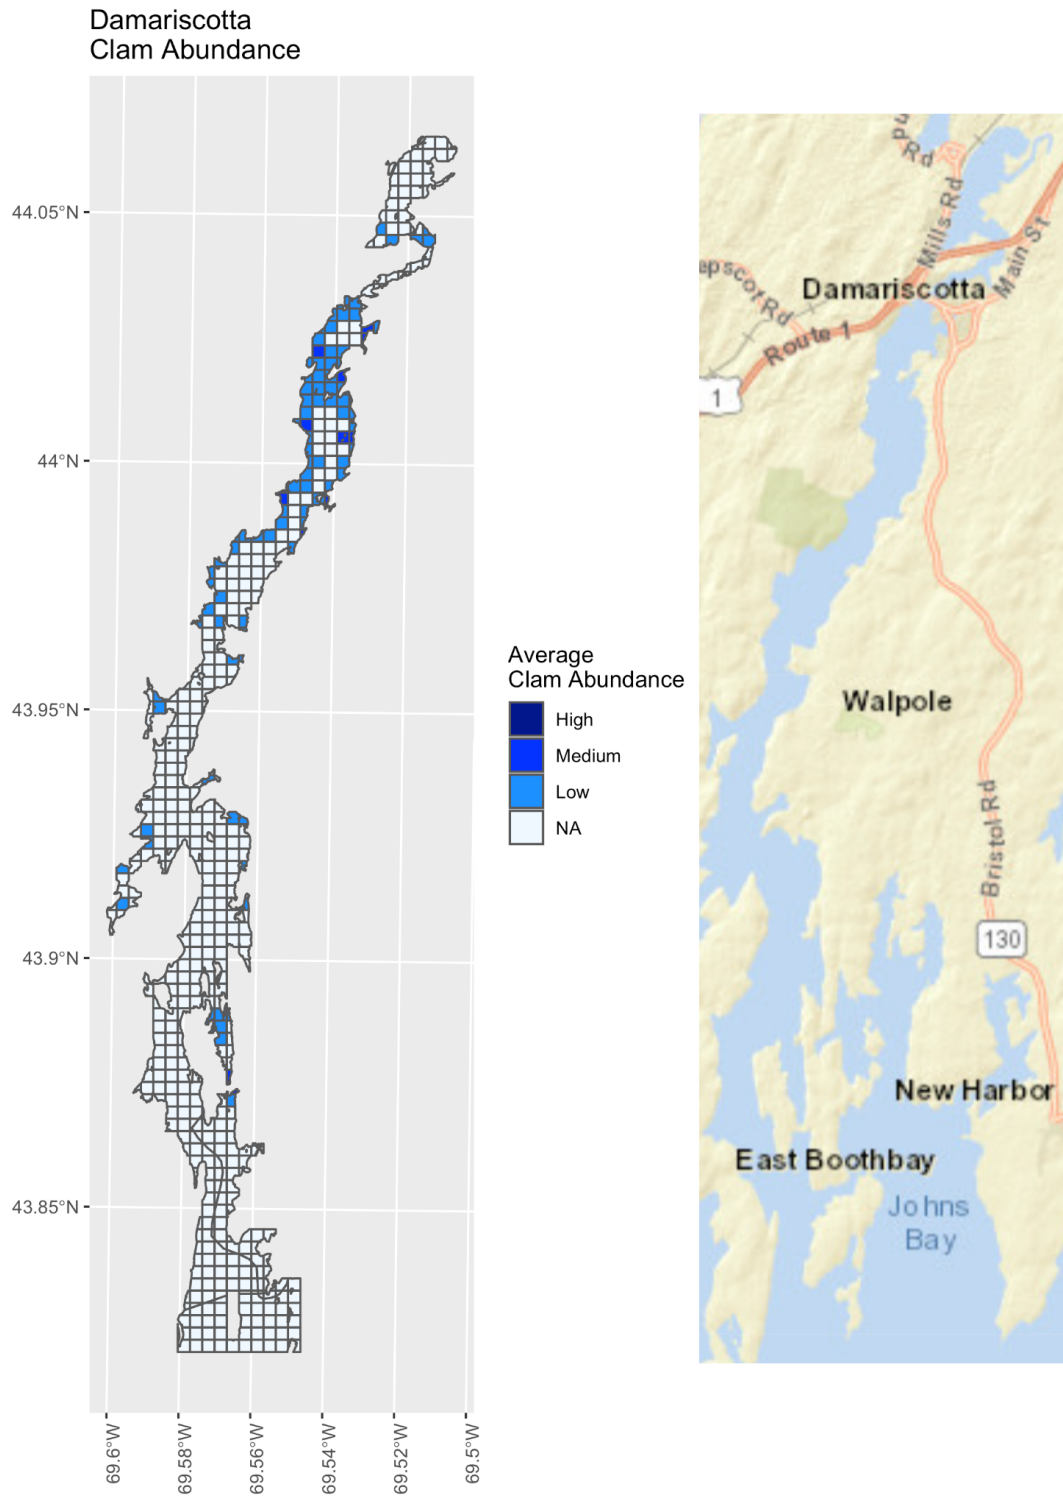 Damariscotta
Clam Abundance
44.05°N
44°N
43.95°N
43.9°N
43.85°N
69.6°W
69.58°W
69.56°W
69.54°W
69.52°W
69.5°W
Average
Clam Abundance
High
Medium
Low
NA
Rd
Mills Rd
Main St
epscot Rd
Damariscotta
Route 1
1
Walpole
Bristol Rd
130
New Harbor
East Boothbay
Johns
Bay